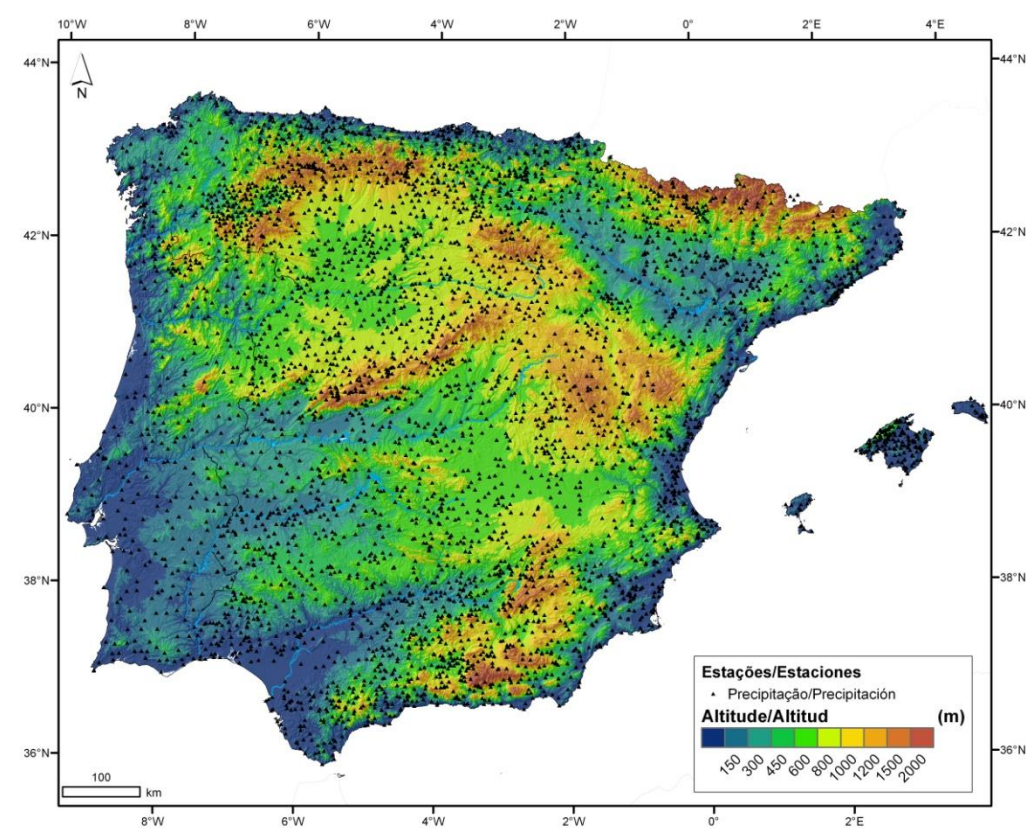 10°W 8°W 6°W 4°W 2°W 0° 2°E 4°E
44°N 44°N
N
42°N 42°N
40°N 40°N
38°N 38°N
36°N 36°N
Estações/Estaciones
Precipitação/Precipitación
Altitude/Altitud (m)
150 300 450 600 800 1000 1200 1500 2000
100
km
8°W 6°W 4°W 2°W 0° 2°E